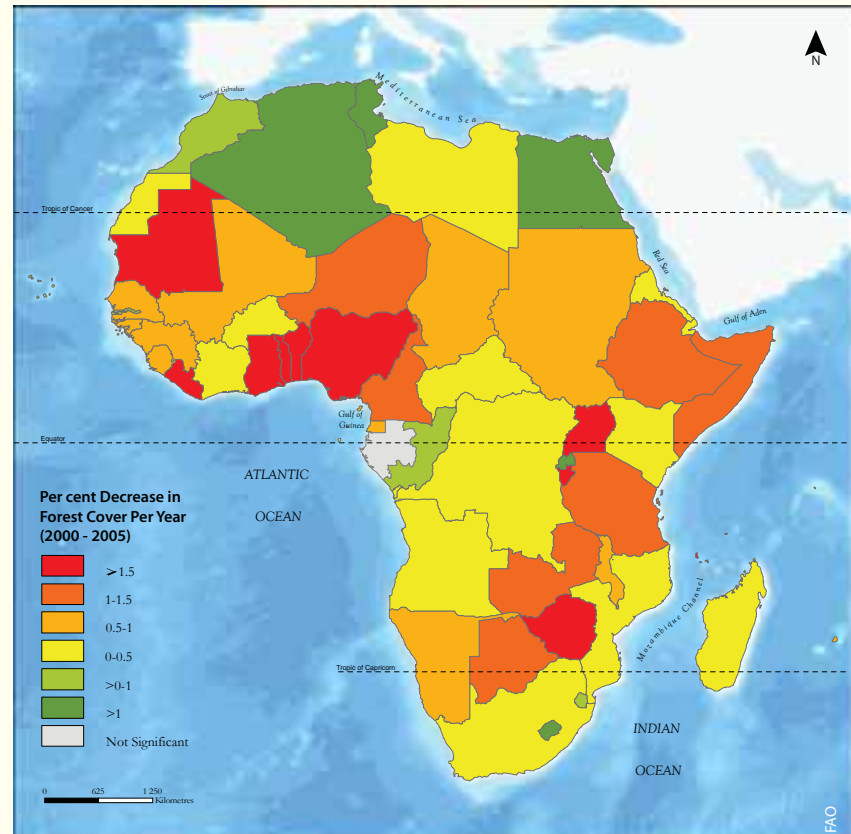 N
Strait of Gibraltar
Mediterranean Sea
Tropic of Cancer
Red Sea
Gulf of Aden
Gulf of
Guinea
Equator
ATLANTIC
OCEAN
Per cent Decrease in
Forest Cover Per Year
(2000 - 2005)
⩾1.5
1-1.5
0.5-1
0-0.5
>0-1
>1
Not Significant
Mozambique Channel
Tropic of Capricorn
INDIAN
OCEAN
0 625 1 250
Kilometres
FAO